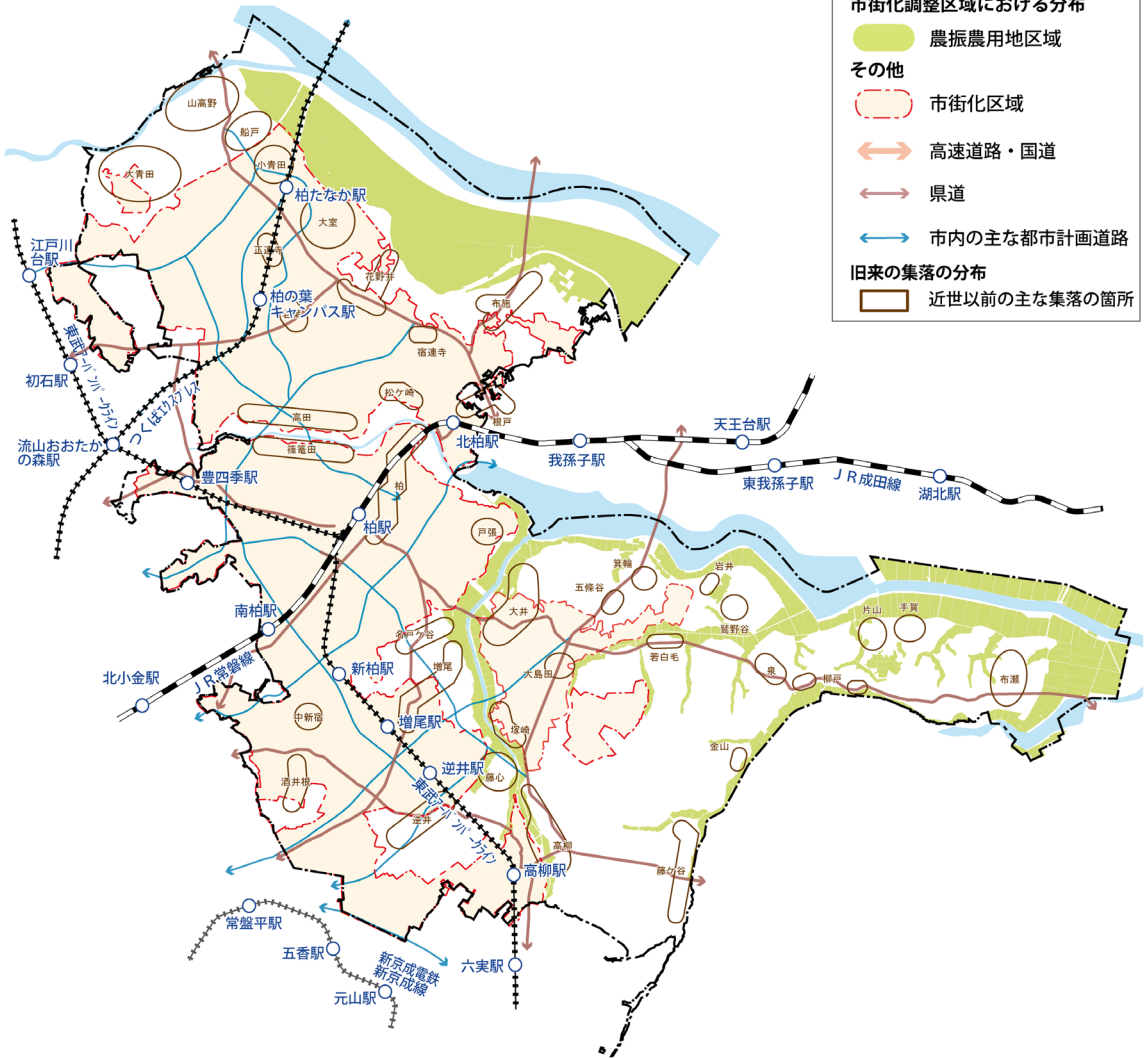 市街化調整区域における分布
農振農用地区域
その他
市街化区域
高速道路・国道
県道
市内の主な都市計画道路
旧来の集落の分布
近世以前の主な集落の箇所
山高野
船戸
小青田
大青田
柏たなか駅
大室
江戸川
台駅
正連寺
花野井
柏の葉
キャンパス駅
布施
東武アーバンパークライン
初石駅
宿連寺
つくばエクスプレス
松ケ崎
高田
根戸
北柏駅
天王台駅
流山おおたか
の森駅
篠籠田
我孫子駅
豊四季駅
東我孫子駅
ＪＲ成田線
湖北駅
柏
柏駅
戸張
箕輪
岩井
五條谷
大井
片山
手賀
鷲野谷
南柏駅
名戸ケ谷
若白毛
増尾
大島田
泉
柳戸
布瀬
北小金駅
ＪＲ常磐線
新柏駅
中新宿
増尾駅
塚崎
金山
逆井駅
藤心
酒井根
東武アーバンパークライン
逆井
高柳
高柳駅
藤ケ谷
常盤平駅
五香駅
新京成電鉄
新京成線
六実駅
元山駅